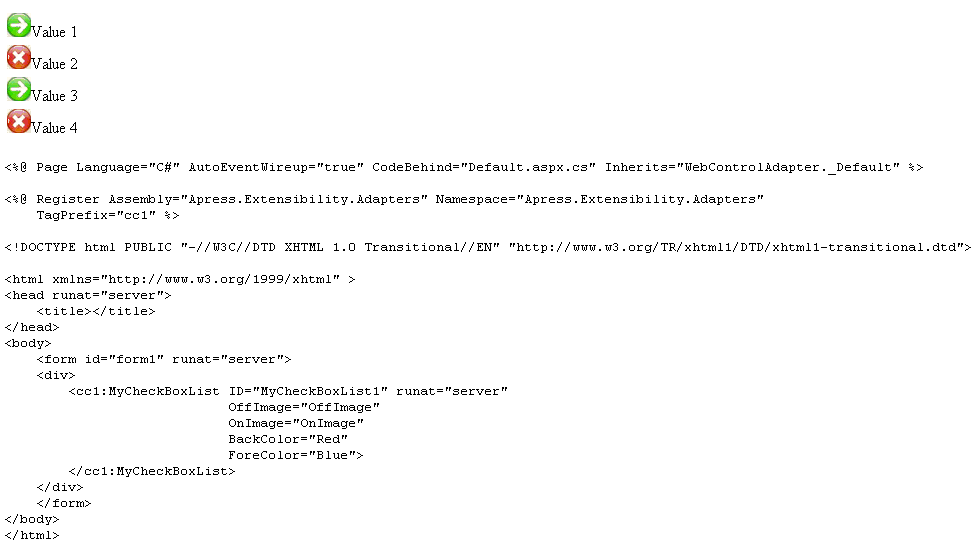 Value 1
Value 2
Value 3
Value 4
<%@ Page Language="C#" AutoEventWireup="true" CodeBehind="Default.aspx.cs" Inherits="WebControlAdapter._Default" %>
<%@ Register Assembly="Apress.Extensibility.Adapters" Namespace="Apress.Extensibility.Adapters"
    TagPrefix="cc1" %>
<!DOCTYPE html PUBLIC "-//W3C//DTD XHTML 1.0 Transitional//EN" "http://www.w3.org/TR/xhtml1/DTD/xhtml1-transitional.dtd">
<html xmlns="http://www.w3.org/1999/xhtml" >
<head runat="server">
    <title></title>
</head>
<body>
    <form id="form1" runat="server">
    <div>
        <cc1:MyCheckBoxList ID="MyCheckBoxList1" runat="server"
                            OffImage="OffImage"
                            OnImage="OnImage"
                            BackColor="Red"
                            ForeColor="Blue">
        </cc1:MyCheckBoxList>
    </div>
    </form>
</body>
</html>